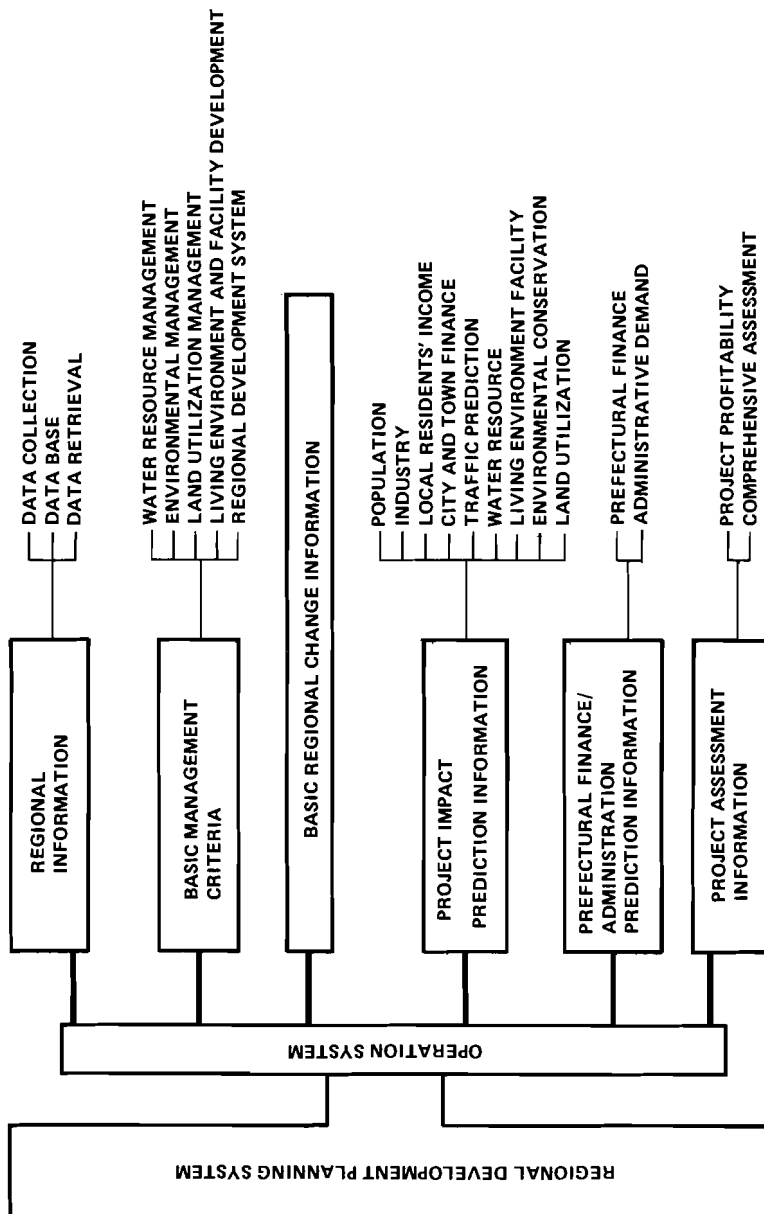 REGIONAL DEVELOPMENT PLANNING SYSTEM
OPERATION SYSTEM
REGIONAL
INFORMATION
DATA COLLECTION
DATA BASE
DATA RETRIEVAL
BASIC MANAGEMENT
CRITERIA
WATER RESOURCE MANAGEMENT
ENVIRONMENTAL MANAGEMENT
LAND UTILIZATION MANAGEMENT
LIVING ENVIRONMENT AND FACILITY DEVELOPMENT
REGIONAL DEVELOPMENT SYSTEM
BASIC REGIONAL CHANGE INFORMATION
PROJECT IMPACT
PREDICTION INFORMATION
POPULATION
INDUSTRY
LOCAL RESIDENTS' INCOME
CITY AND TOWN FINANCE
TRAFFIC PREDICTION
WATER RESOURCE
LIVING ENVIRONMENT FACILITY
ENVIRONMENTAL CONSERVATION
LAND UTILIZATION
PREFECTURAL FINANCE/
ADMINISTRATION
PREDICTION INFORMATION
PREFECTURAL FINANCE
ADMINISTRATIVE DEMAND
PROJECT ASSESSMENT
INFORMATION
PROJECT PROFITABILITY
COMPREHENSIVE ASSESSMENT